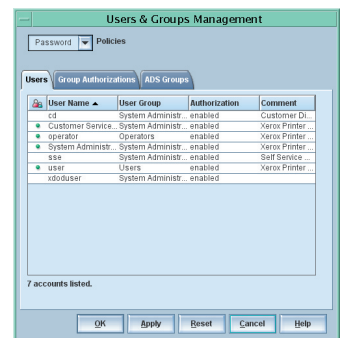 Users & Groups Management
Password Policies
Users Group Authorizations ADS Groups
User Name User Group Authorization Comment
cd System Administr... enabled Customer Di...
Customer Service... System Administr... enabled Xerox Printer ...
operator Operators enabled Xerox Printer ...
System Administr... System Administr... enabled Xerox Printer ...
sse System Administr... enabled Self Service ...
user Users enabled Xerox Printer ...
xdoduser System Administr... enabled
7 accounts listed.
OK Apply Reset Cancel Help